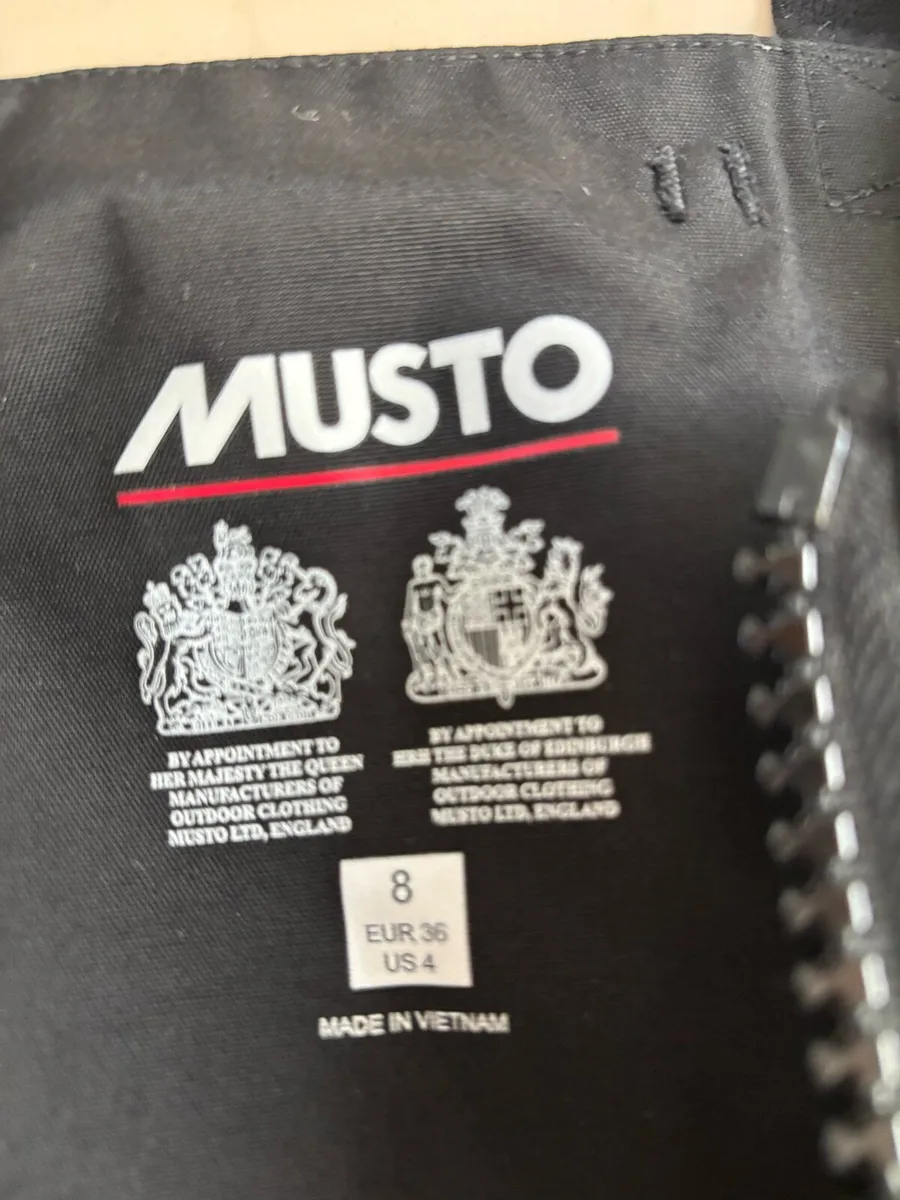 MUSTO
BY APPOINTMENT TO
HER MAJESTY THE QUEEN
MANUFACTURERS OF
OUTDOOR CLOTHING
MUSTO LTD, ENGLAND
BY APPOINTMENT TO
HRH THE DUKE OF EDINBURGH
MANUFACTURERS OF
OUTDOOR CLOTHING
MUSTO LTD, ENGLAND
8
EUR 36
US 4
MADE IN VIETNAM